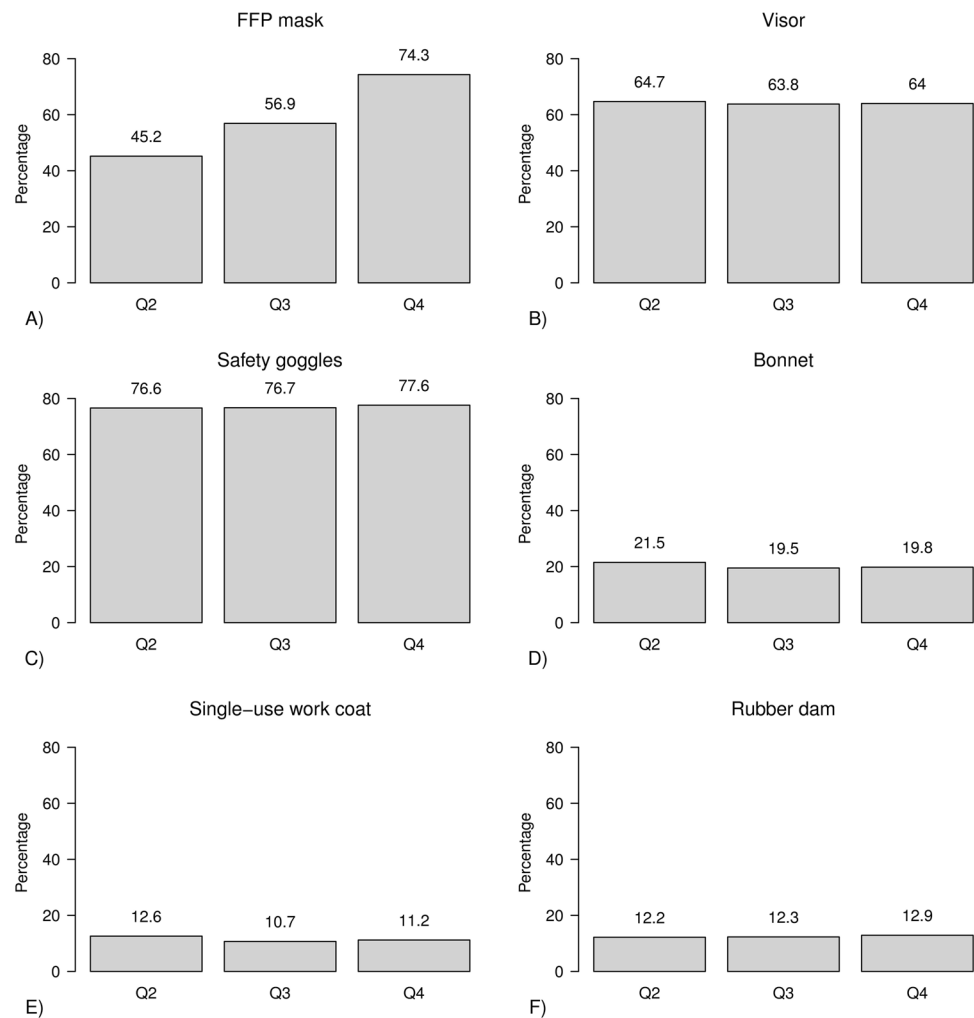 FFP mask
Percentage
80
60
40
20
0
45.2
56.9
74.3
Q2 Q3 Q4
A)
Visor
Percentage
80
60
40
20
0
64.7
63.8
64
Q2 Q3 Q4
B)
Safety goggles
Percentage
80
60
40
20
0
76.6
76.7
77.6
Q2 Q3 Q4
C)
Bonnet
Percentage
80
60
40
20
0
21.5
19.5
19.8
Q2 Q3 Q4
D)
Single−use work coat
Percentage
80
60
40
20
0
12.6
10.7
11.2
Q2 Q3 Q4
E)
Rubber dam
Percentage
80
60
40
20
0
12.2
12.3
12.9
Q2 Q3 Q4
F)